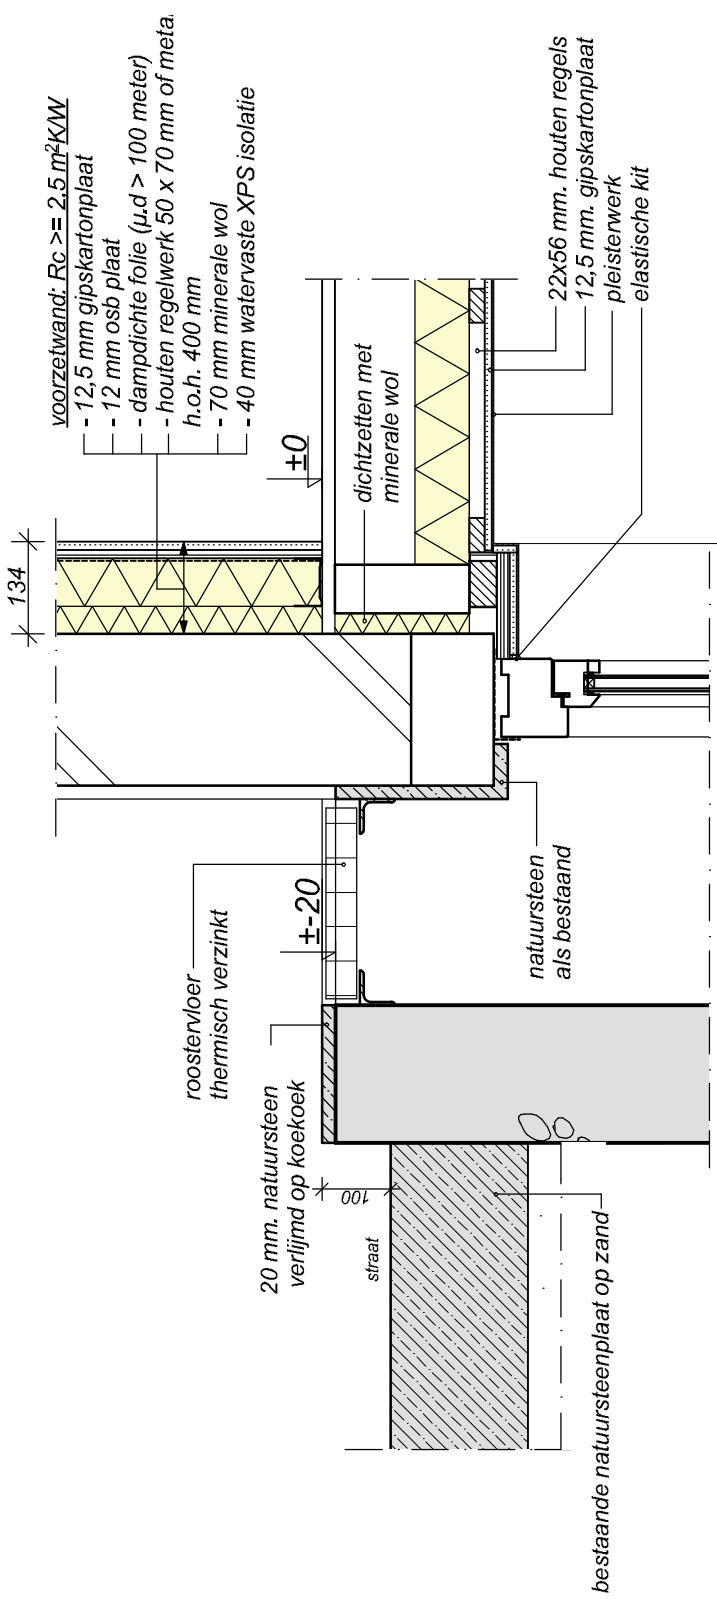 voorzetwand: Rc >= 2,5 m²K/W
- 12,5 mm gipskartonplaat
- 12 mm osb plaat
- dampdichte folie (μ.d > 100 meter)
- houten regelwerk 50 x 70 mm of
h.o.h. 400 mm
- 70 mm minerale wol
- 40 mm watervaste XPS isolatie
134
±0
dichtzetten met
minerale wol
22x56 mm. houten regels
12,5 mm. gipskartonplaat
pleisterwerk
elastische kit
roostervloer
thermisch verzinkt
±-20
natuursteen
als bestaand
20 mm. natuursteen
verlijmd op koekoek
100
straat
bestaande natuursteenplaat op zand